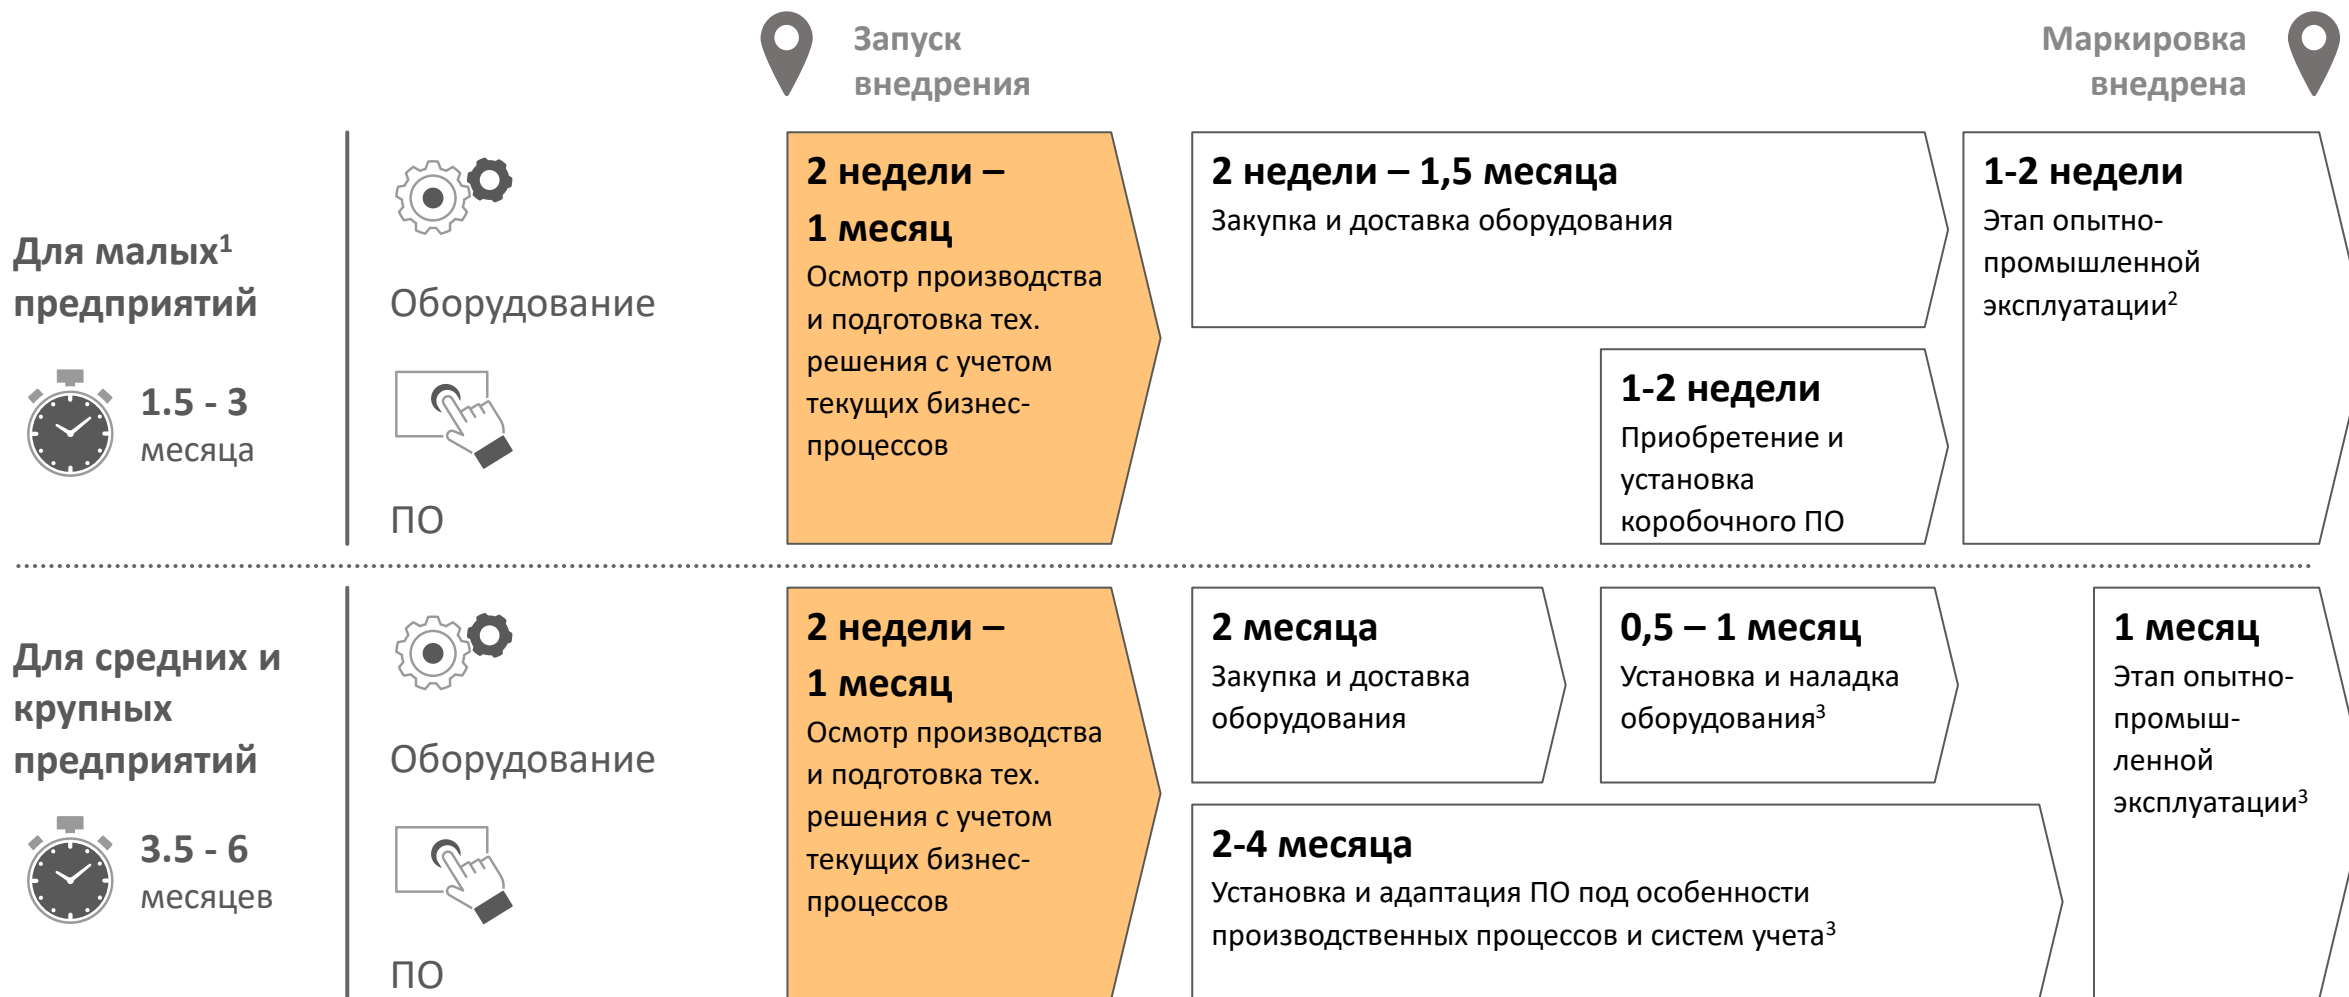 Запуск
внедрения
Маркировка
внедрена
Для малых¹
предприятий
1.5 - 3
месяца
Оборудование
ПО
2 недели –
1 месяц
Осмотр производства
и подготовка тех.
решения с учетом
текущих бизнес-
процессов
2 недели – 1,5 месяца
Закупка и доставка оборудования
1-2 недели
Приобретение и
установка
коробочного ПО
1-2 недели
Этап опытно-
промышленной
эксплуатации²
Для средних и
крупных
предприятий
3.5 - 6
месяцев
Оборудование
ПО
2 недели –
1 месяц
Осмотр производства
и подготовка тех.
решения с учетом
текущих бизнес-
процессов
2 месяца
Закупка и доставка
оборудования
0,5 – 1 месяц
Установка и наладка
оборудования³
2-4 месяца
Установка и адаптация ПО под особенности
производственных процессов и систем учета³
1 месяц
Этап опытно-
промыш-
ленной
эксплуатации³